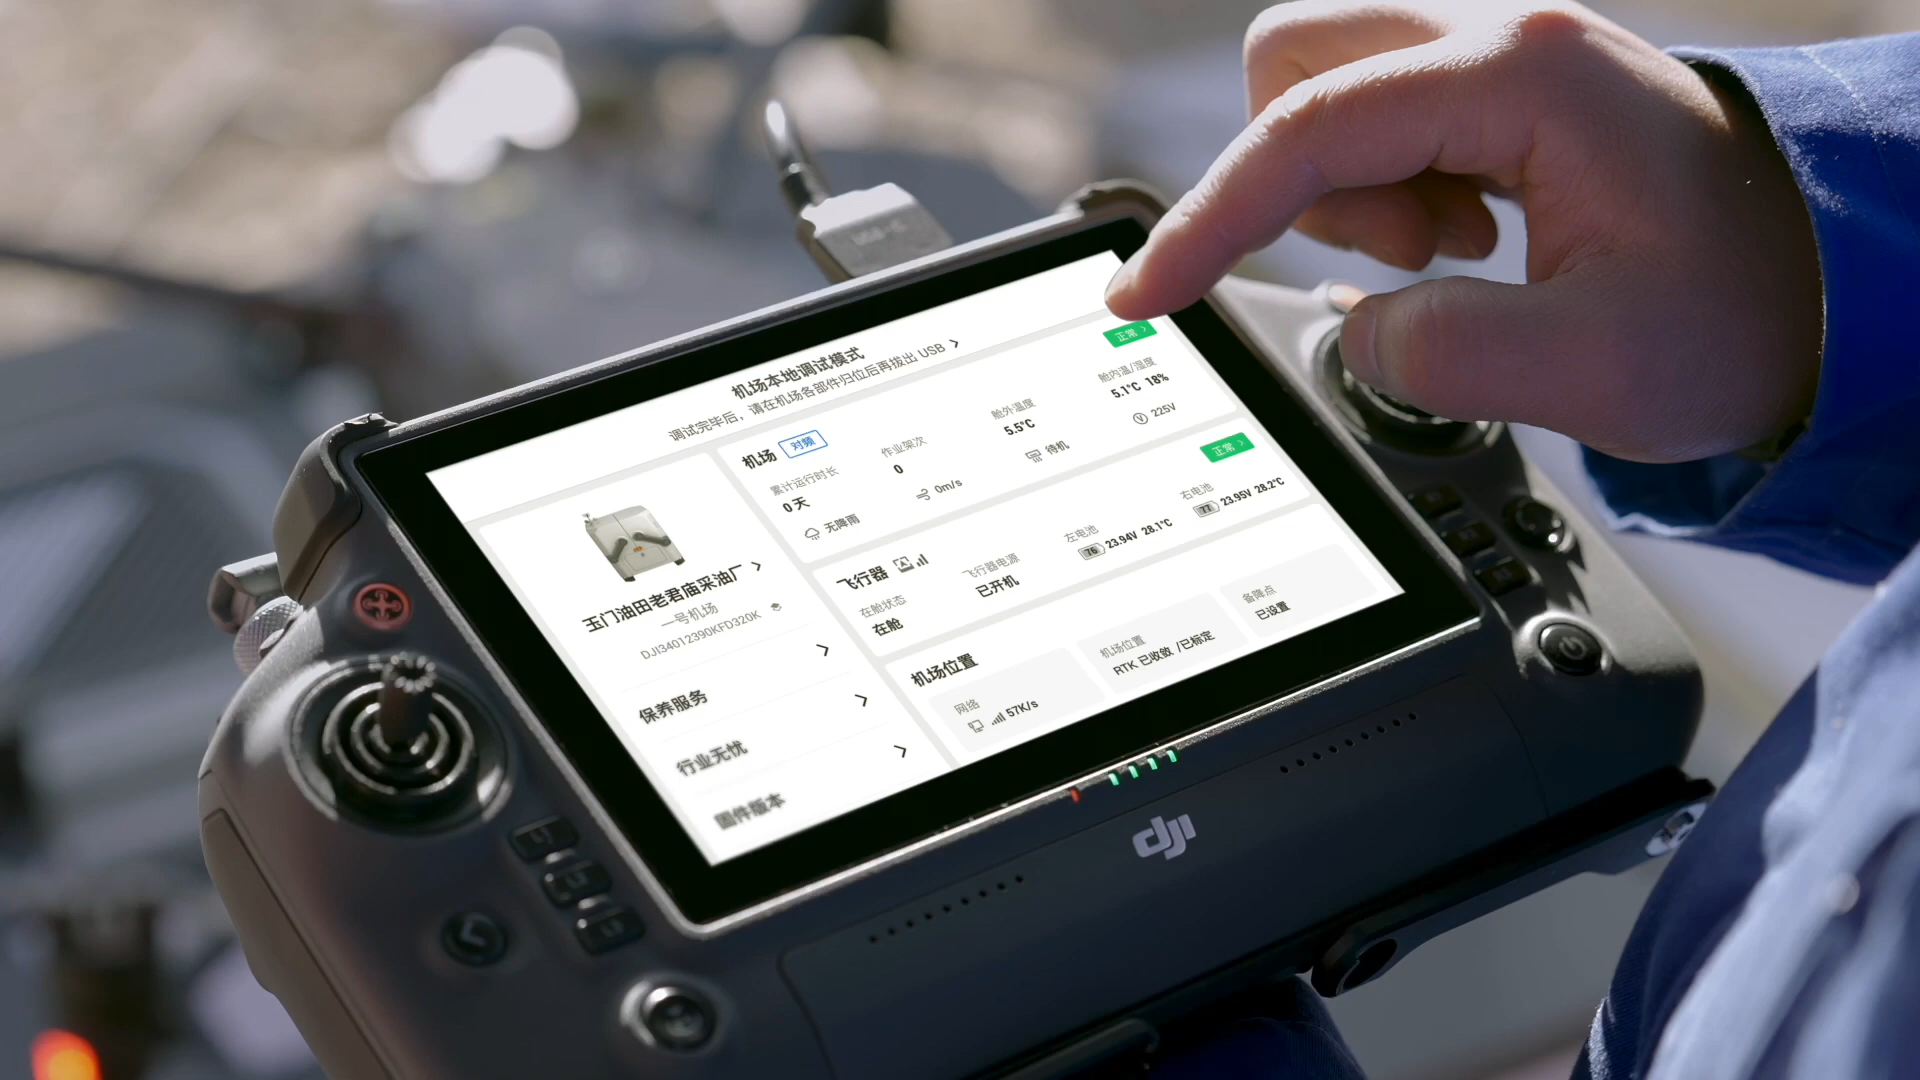 机场本地调试模式
调试完毕后，请在机场各部件归位后再拔出 USB
玉门油田老君庙采油厂
一号机场
DJI34012390KFD320K
保养服务
行业无忧
固件版本
机场 对频
正常
累计运行时长
0 天
作业架次
0
舱外温度
5.5°C
舱内温/湿度
5.1°C 18%
无降雨
0m/s
待机
225V
飞行器
正常
在舱状态
在舱
飞行器电源
已开机
左电池
76 23.94V 28.1°C
右电池
77 23.95V 28.2°C
机场位置
网络
57K/s
机场位置
RTK 已收敛 /已标定
备降点
已设置
dji